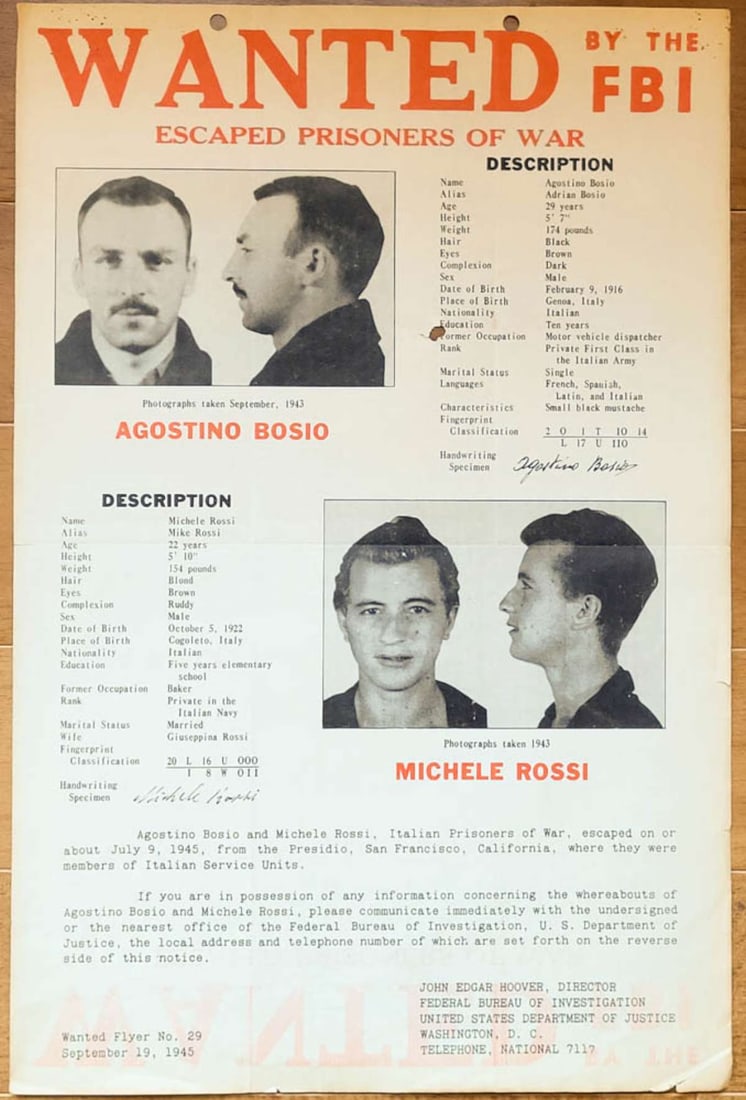 WANTED BY THE FBI
ESCAPED PRISONERS OF WAR
DESCRIPTION
Name Agostino Bosio
Alias Adrian Bosio
Age 29 years
Height 5' 7"
Weight 174 pounds
Hair Black
Eyes Brown
Complexion Dark
Sex Male
Date of Birth February 9, 1916
Place of Birth Genoa, Italy
Nationality Italian
Education Ten years
Former Occupation Motor vehicle dispatcher
Rank Private First Class in
the Italian Army
Marital Status Single
Languages French, Spanish,
Latin, and Italian
Characteristics Small black mustache
Fingerprint
Classification 2 0 1 T IO 14
L 17 U IIO
Handwriting
Specimen Agostino Bosio
Photographs taken September, 1943
AGOSTINO BOSIO
DESCRIPTION
Name Michele Rossi
Alias Mike Rossi
Age 22 years
Height 5' 10"
Weight 154 pounds
Hair Blond
Eyes Brown
Complexion Ruddy
Sex Male
Date of Birth October 5, 1922
Place of Birth Cogoleto, Italy
Nationality Italian
Education Five years elementary
school
Former Occupation Baker
Rank Private in the
Italian Navy
Marital Status Married
Wife Giuseppina Rossi
Fingerprint
Classification 20 L 16 U OOO
I 8 W OII
Handwriting
Specimen Michele Rossi
Photographs taken 1943
MICHELE ROSSI
Agostino Bosio and Michele Rossi, Italian Prisoners of War, escaped on or
about July 9, 1945, from the Presidio, San Francisco, California, where they were
members of Italian Service Units.
If you are in possession of any information concerning the whereabouts of
Agostino Bosio and Michele Rossi, please communicate immediately with the undersigned
or the nearest office of the Federal Bureau of Investigation, U. S. Department of
Justice, the local address and telephone number of which are set forth on the reverse
side of this notice.
JOHN EDGAR HOOVER, DIRECTOR
FEDERAL BUREAU OF INVESTIGATION
UNITED STATES DEPARTMENT OF JUSTICE
WASHINGTON, D. C.
TELEPHONE, NATIONAL 7117
Wanted Flyer No. 29
September 19, 1945